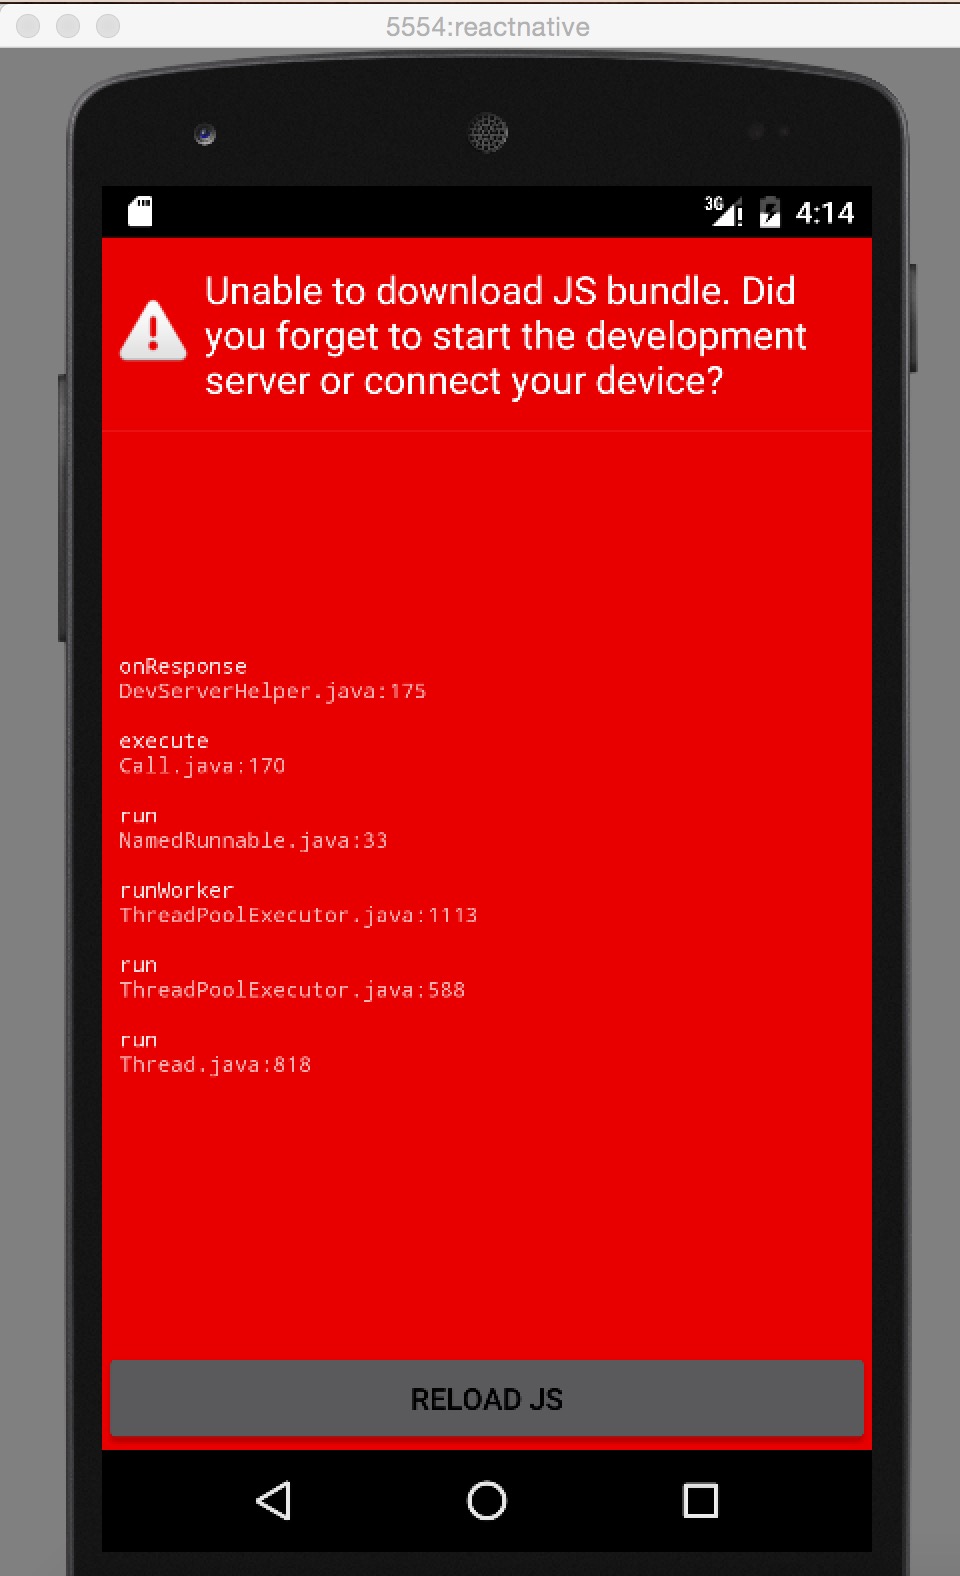 5554:reactnative
3G
4:14
Unable to download JS bundle. Did
you forget to start the development
server or connect your device?
onResponse
DevServerHelper.java:175
execute
Call.java:170
run
NamedRunnable.java:33
runWorker
ThreadPoolExecutor.java:1113
run
ThreadPoolExecutor.java:588
run
Thread.java:818
RELOAD JS